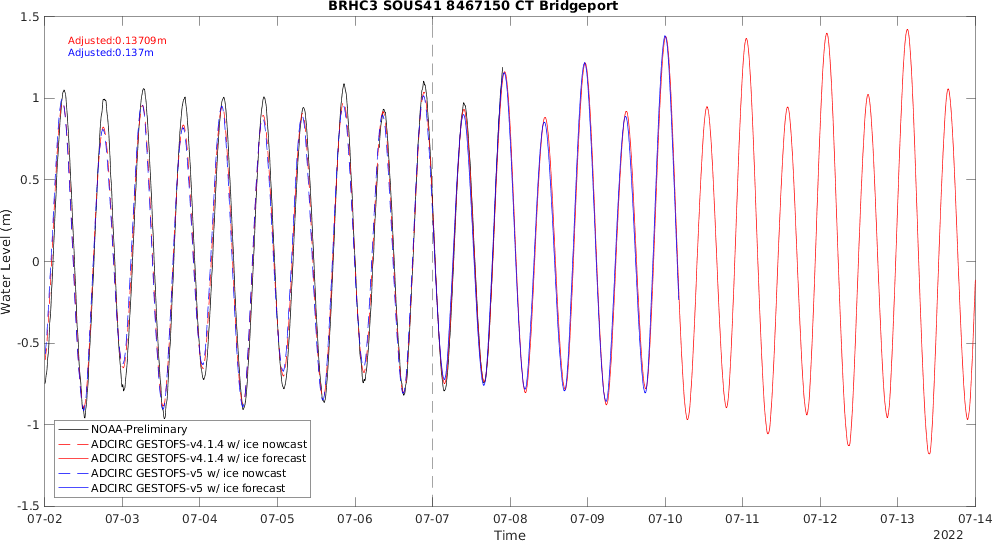 BRHC3 SOUS41 8467150 CT Bridgeport
Adjusted:0.13709m
Adjusted:0.137m
1.5
1
0.5
0
-0.5
-1
-1.5
Water Level (m)
NOAA-Preliminary
ADCIRC GESTOFS-v4.1.4 w/ ice nowcast
ADCIRC GESTOFS-v4.1.4 w/ ice forecast
ADCIRC GESTOFS-v5 w/ ice nowcast
ADCIRC GESTOFS-v5 w/ ice forecast
07-02 07-03 07-04 07-05 07-06 07-07 07-08 07-09 07-10 07-11 07-12 07-13 07-14
Time
2022